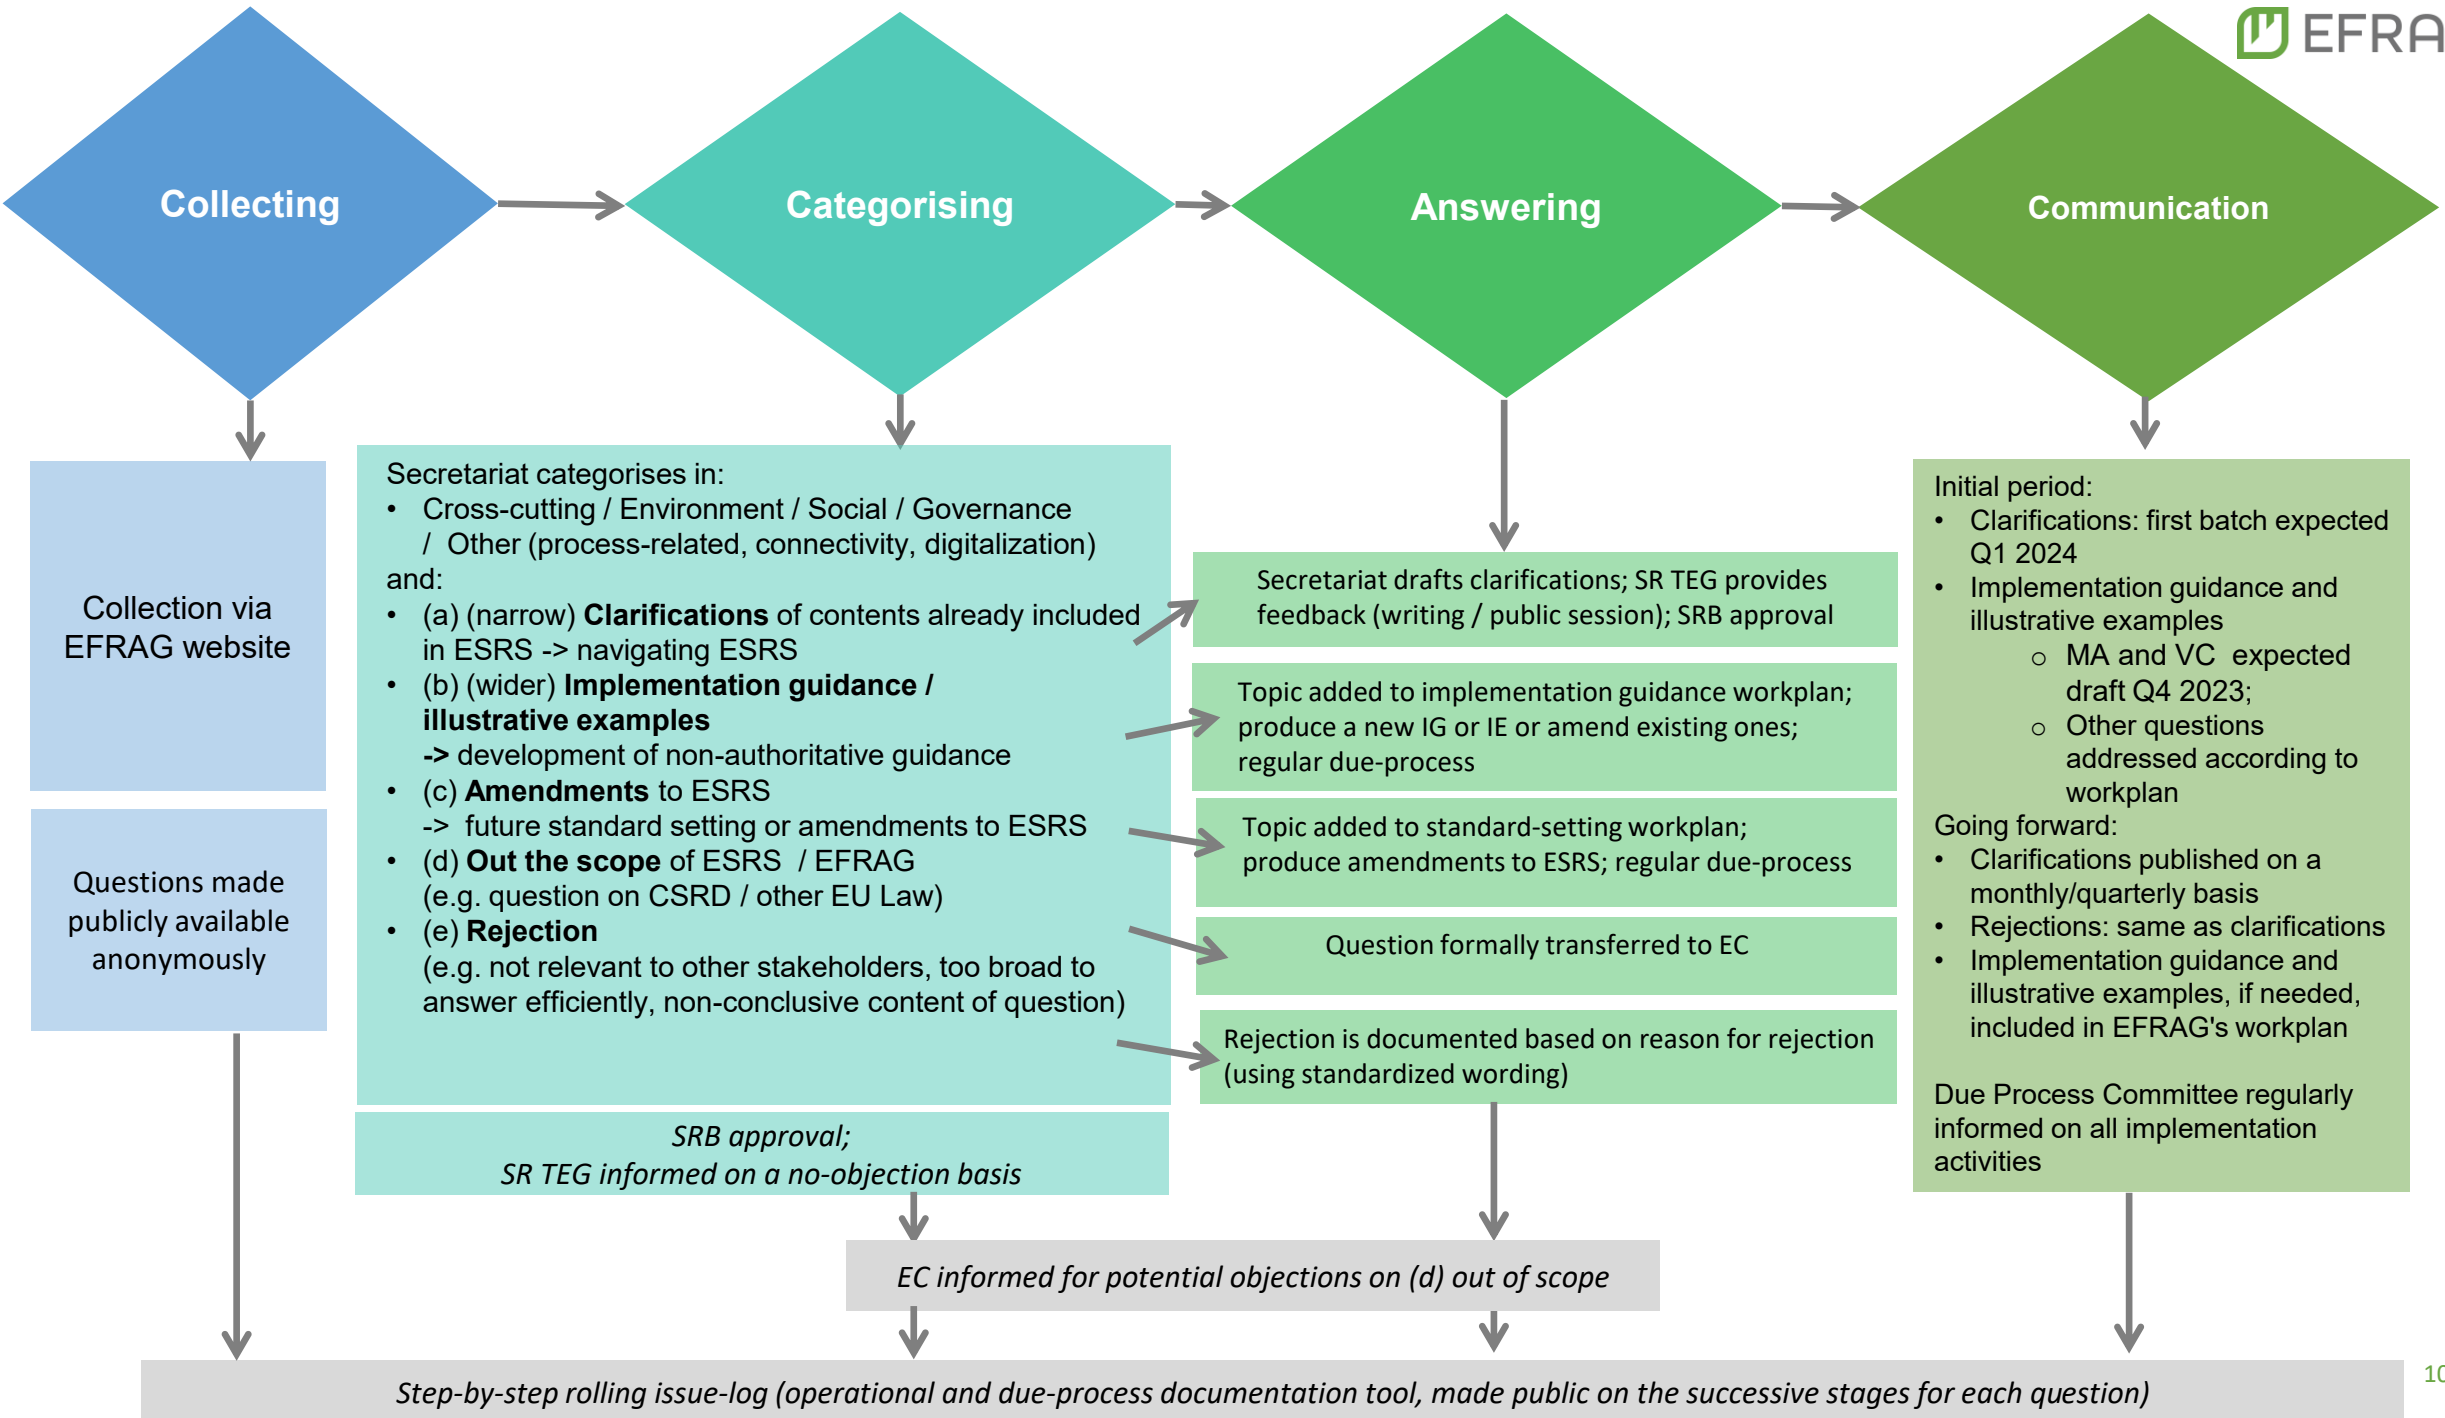 EFRA
Collecting
Categorising
Answering
Communication
Collection via
EFRAG website
Questions made
publicly available
anonymously
Secretariat categorises in:
• Cross-cutting / Environment / Social / Governance
/ Other (process-related, connectivity, digitalization)
and:
• (a) (narrow) Clarifications of contents already included
in ESRS -> navigating ESRS
• (b) (wider) Implementation guidance /
illustrative examples
-> development of non-authoritative guidance
• (c) Amendments to ESRS
-> future standard setting or amendments to ESRS
• (d) Out the scope of ESRS / EFRAG
(e.g. question on CSRD / other EU Law)
• (e) Rejection
(e.g. not relevant to other stakeholders, too broad to
answer efficiently, non-conclusive content of question)
SRB approval;
SR TEG informed on a no-objection basis
Secretariat drafts clarifications; SR TEG provides
feedback (writing / public session); SRB approval
Topic added to implementation guidance workplan;
produce a new IG or IE or amend existing ones;
regular due-process
Topic added to standard-setting workplan;
produce amendments to ESRS; regular due-process
Question formally transferred to EC
Rejection is documented based on reason for rejection
(using standardized wording)
Initial period:
• Clarifications: first batch expected
Q1 2024
• Implementation guidance and
illustrative examples
o MA and VC expected
draft Q4 2023;
o Other questions
addressed according to
workplan
Going forward:
• Clarifications published on a
monthly/quarterly basis
• Rejections: same as clarifications
• Implementation guidance and
illustrative examples, if needed,
included in EFRAG's workplan
Due Process Committee regularly
informed on all implementation
activities
EC informed for potential objections on (d) out of scope
Step-by-step rolling issue-log (operational and due-process documentation tool, made public on the successive stages for each question)
10